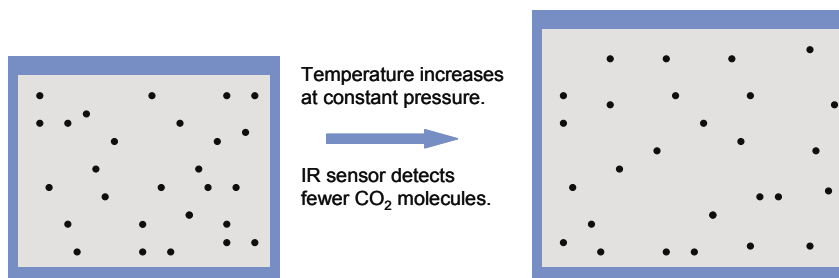 Temperature increases
at constant pressure.
IR sensor detects
fewer CO₂ molecules.